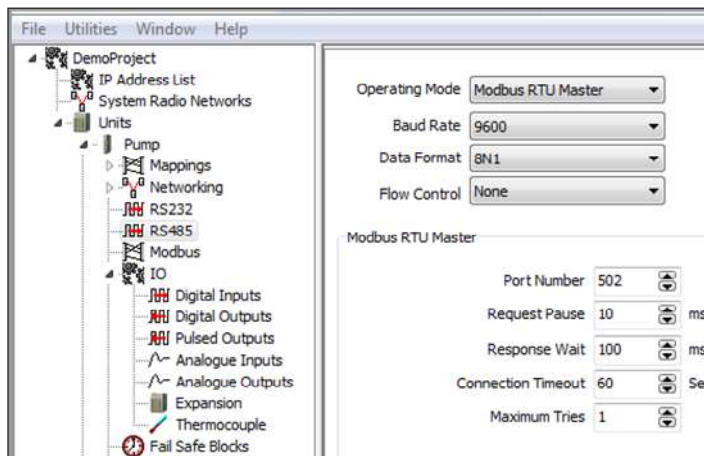 File Utilities Window Help
DemoProject
IP Address List
System Radio Networks
Units
Pump
Mappings
Networking
RS232
RS485
Modbus
IO
Digital Inputs
Digital Outputs
Pulsed Outputs
Analogue Inputs
Analogue Outputs
Expansion
Thermocouple
Fail Safe Blocks
Operating Mode Modbus RTU Master
Baud Rate 9600
Data Format 8N1
Flow Control None
Modbus RTU Master
Port Number 502
Request Pause 10 ms
Response Wait 100 ms
Connection Timeout 60 Se
Maximum Tries 1